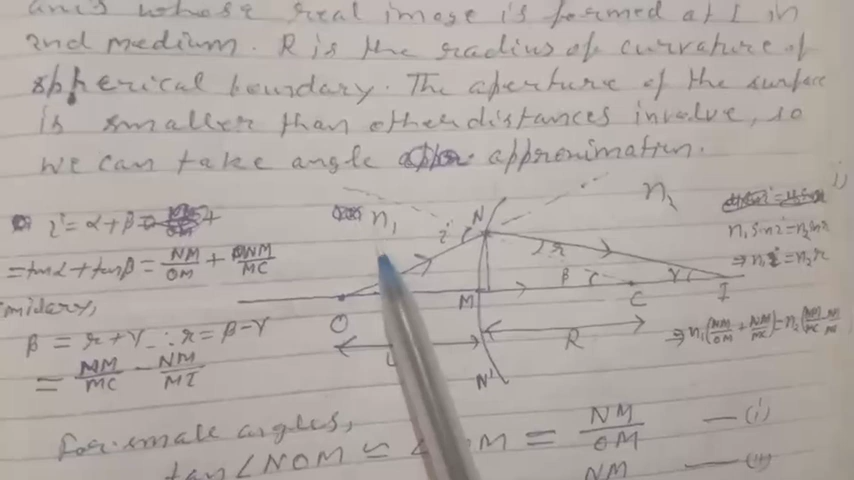 whose real image is formed at I in
2nd medium. R is the radius of curvature of
spherical boundary. The aperture of the surface
is smaller than other distances involve, so
we can take angle approximation.
i = α + β
= tanα + tanβ = NM/OM + NM/MC
β = r + γ ∴ r = β - γ
= NM/MC - NM/MI
n₁
N
n₂
i
r
β
γ
O
M
C
I
R
N'
i)
n₁ sin i = n₂ sin r
⇒ n₁ i = n₂ r
⇒ n₁(NM/OM + NM/MC) = n₂(NM/MC
For small angles,
tan∠NOM ≃ M = NM/OM — (i)
NM — (ii)